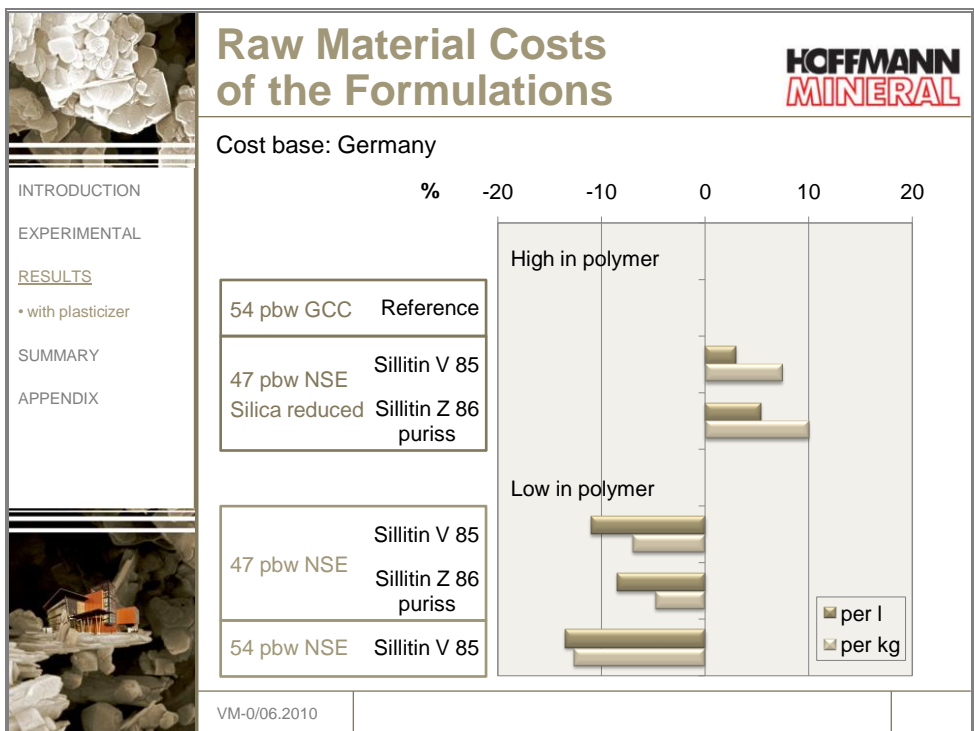 Raw Material Costs
of the Formulations
HOFFMANN
MINERAL
Cost base: Germany
INTRODUCTION
EXPERIMENTAL
RESULTS
• with plasticizer
SUMMARY
APPENDIX
% -20 -10 0 10 20
High in polymer
54 pbw GCC Reference
47 pbw NSE
Silica reduced
Sillitin V 85
Sillitin Z 86
puriss
Low in polymer
47 pbw NSE
Sillitin V 85
Sillitin Z 86
puriss
54 pbw NSE Sillitin V 85
per l
per kg
VM-0/06.2010